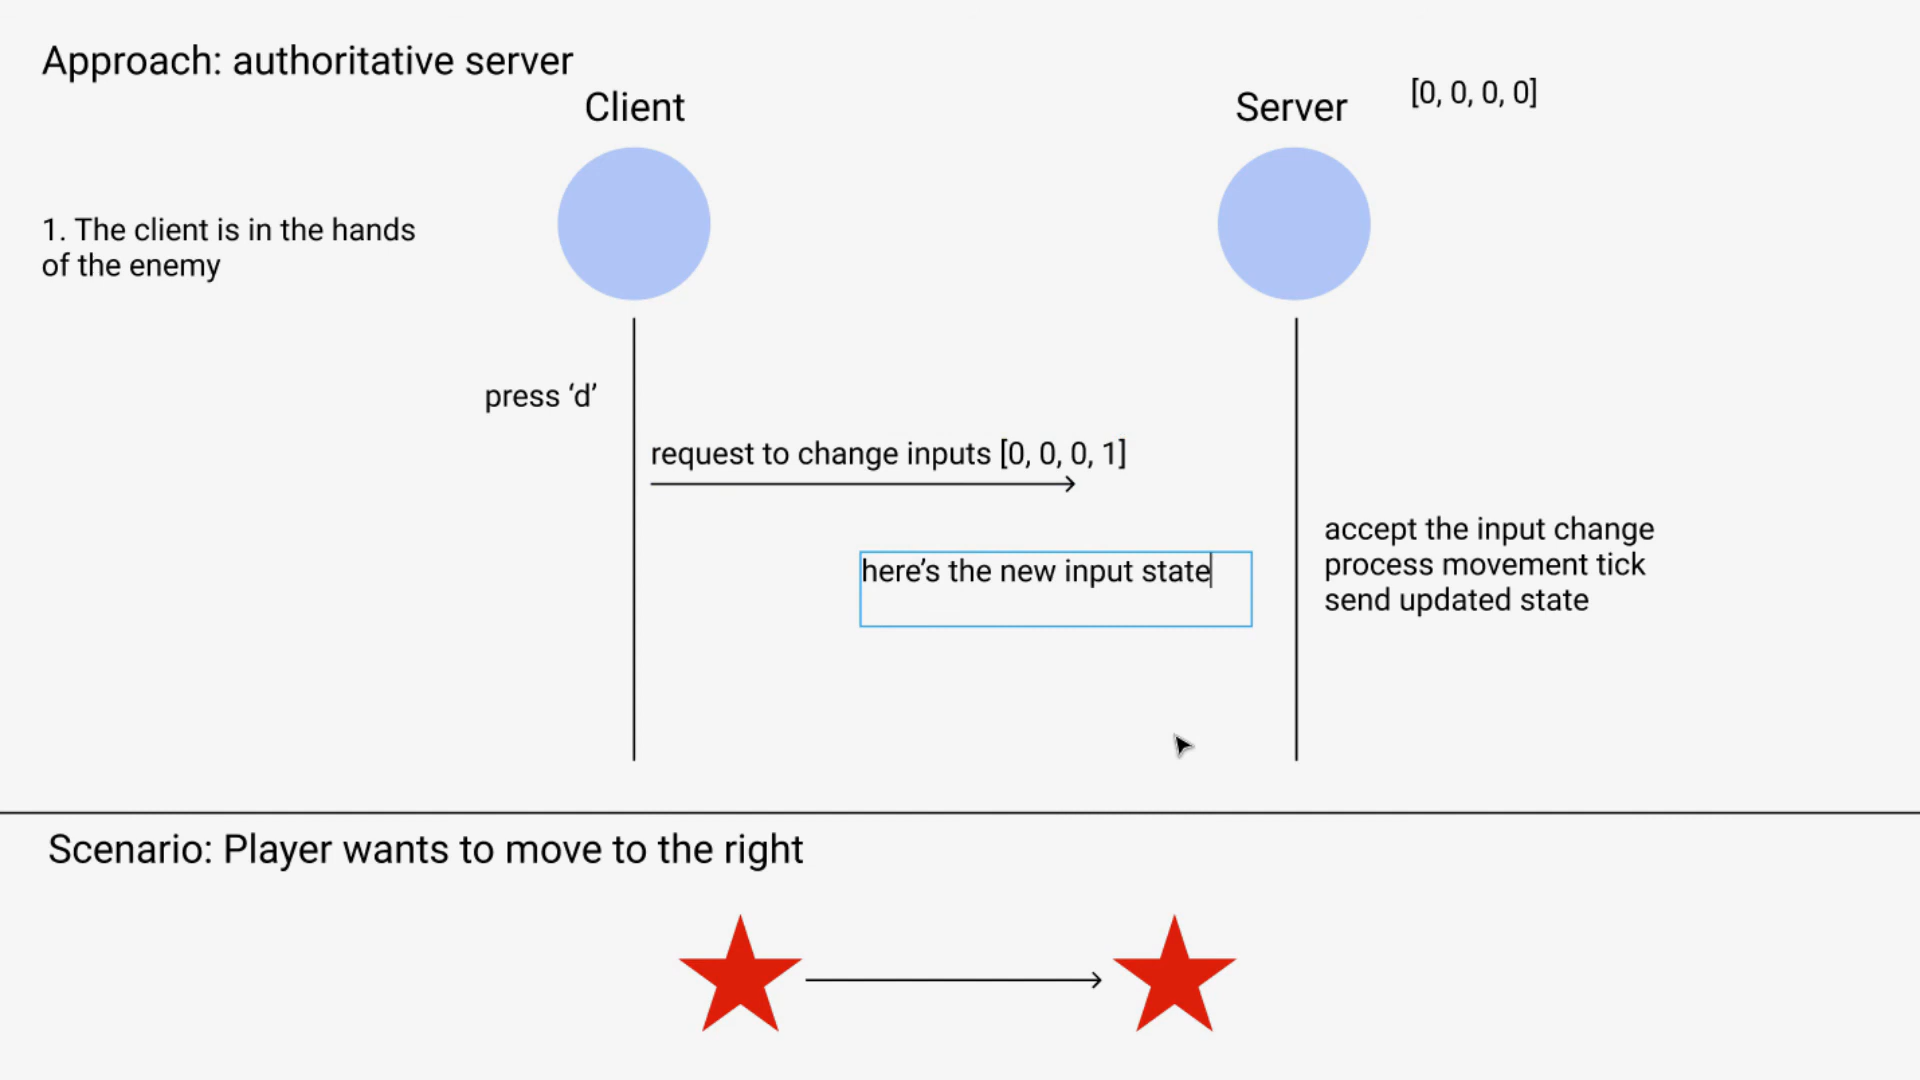 Approach: authoritative server
Client
Server
[0, 0, 0, 0]
1. The client is in the hands
of the enemy
press ‘d’
request to change inputs [0, 0, 0, 1]
here’s the new input state
accept the input change
process movement tick
send updated state
Scenario: Player wants to move to the right